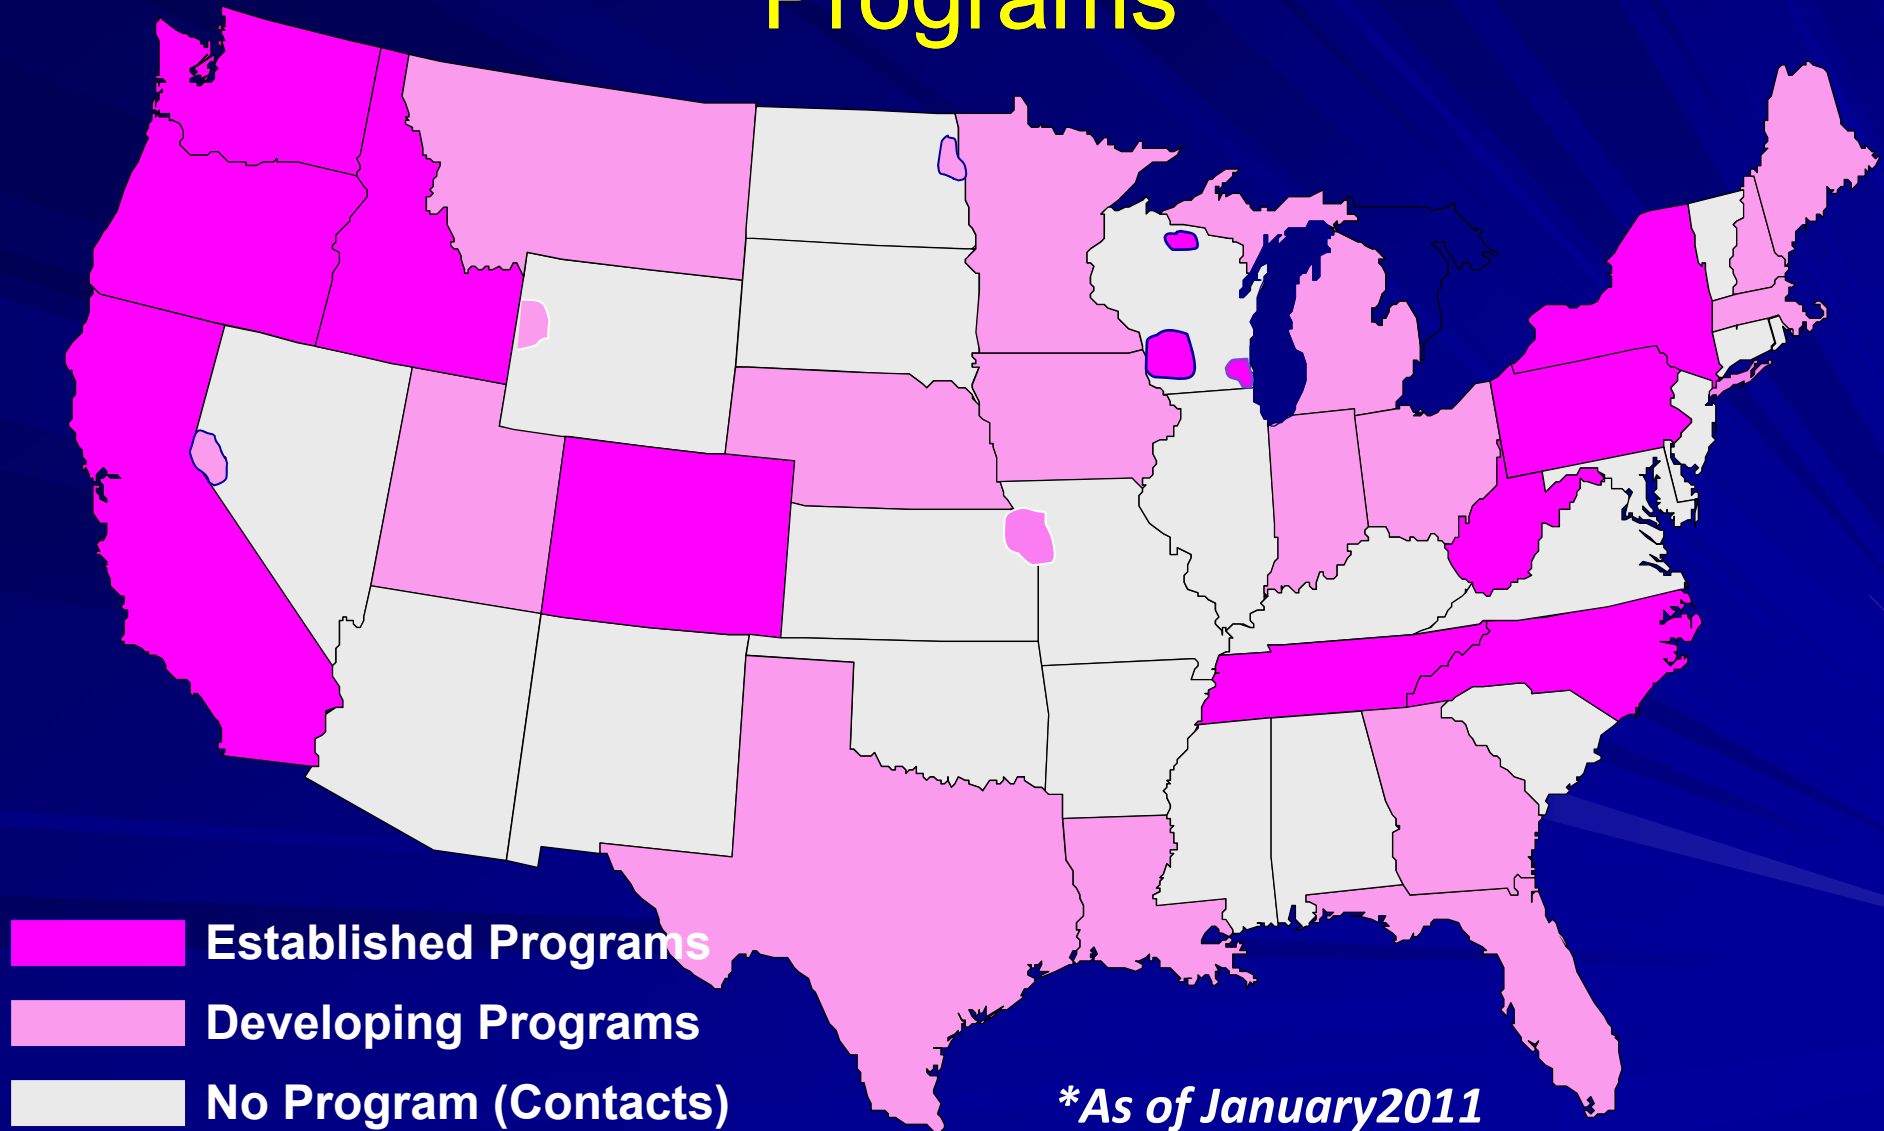 Programs
Established Programs
Developing Programs
No Program (Contacts)
*As of January2011